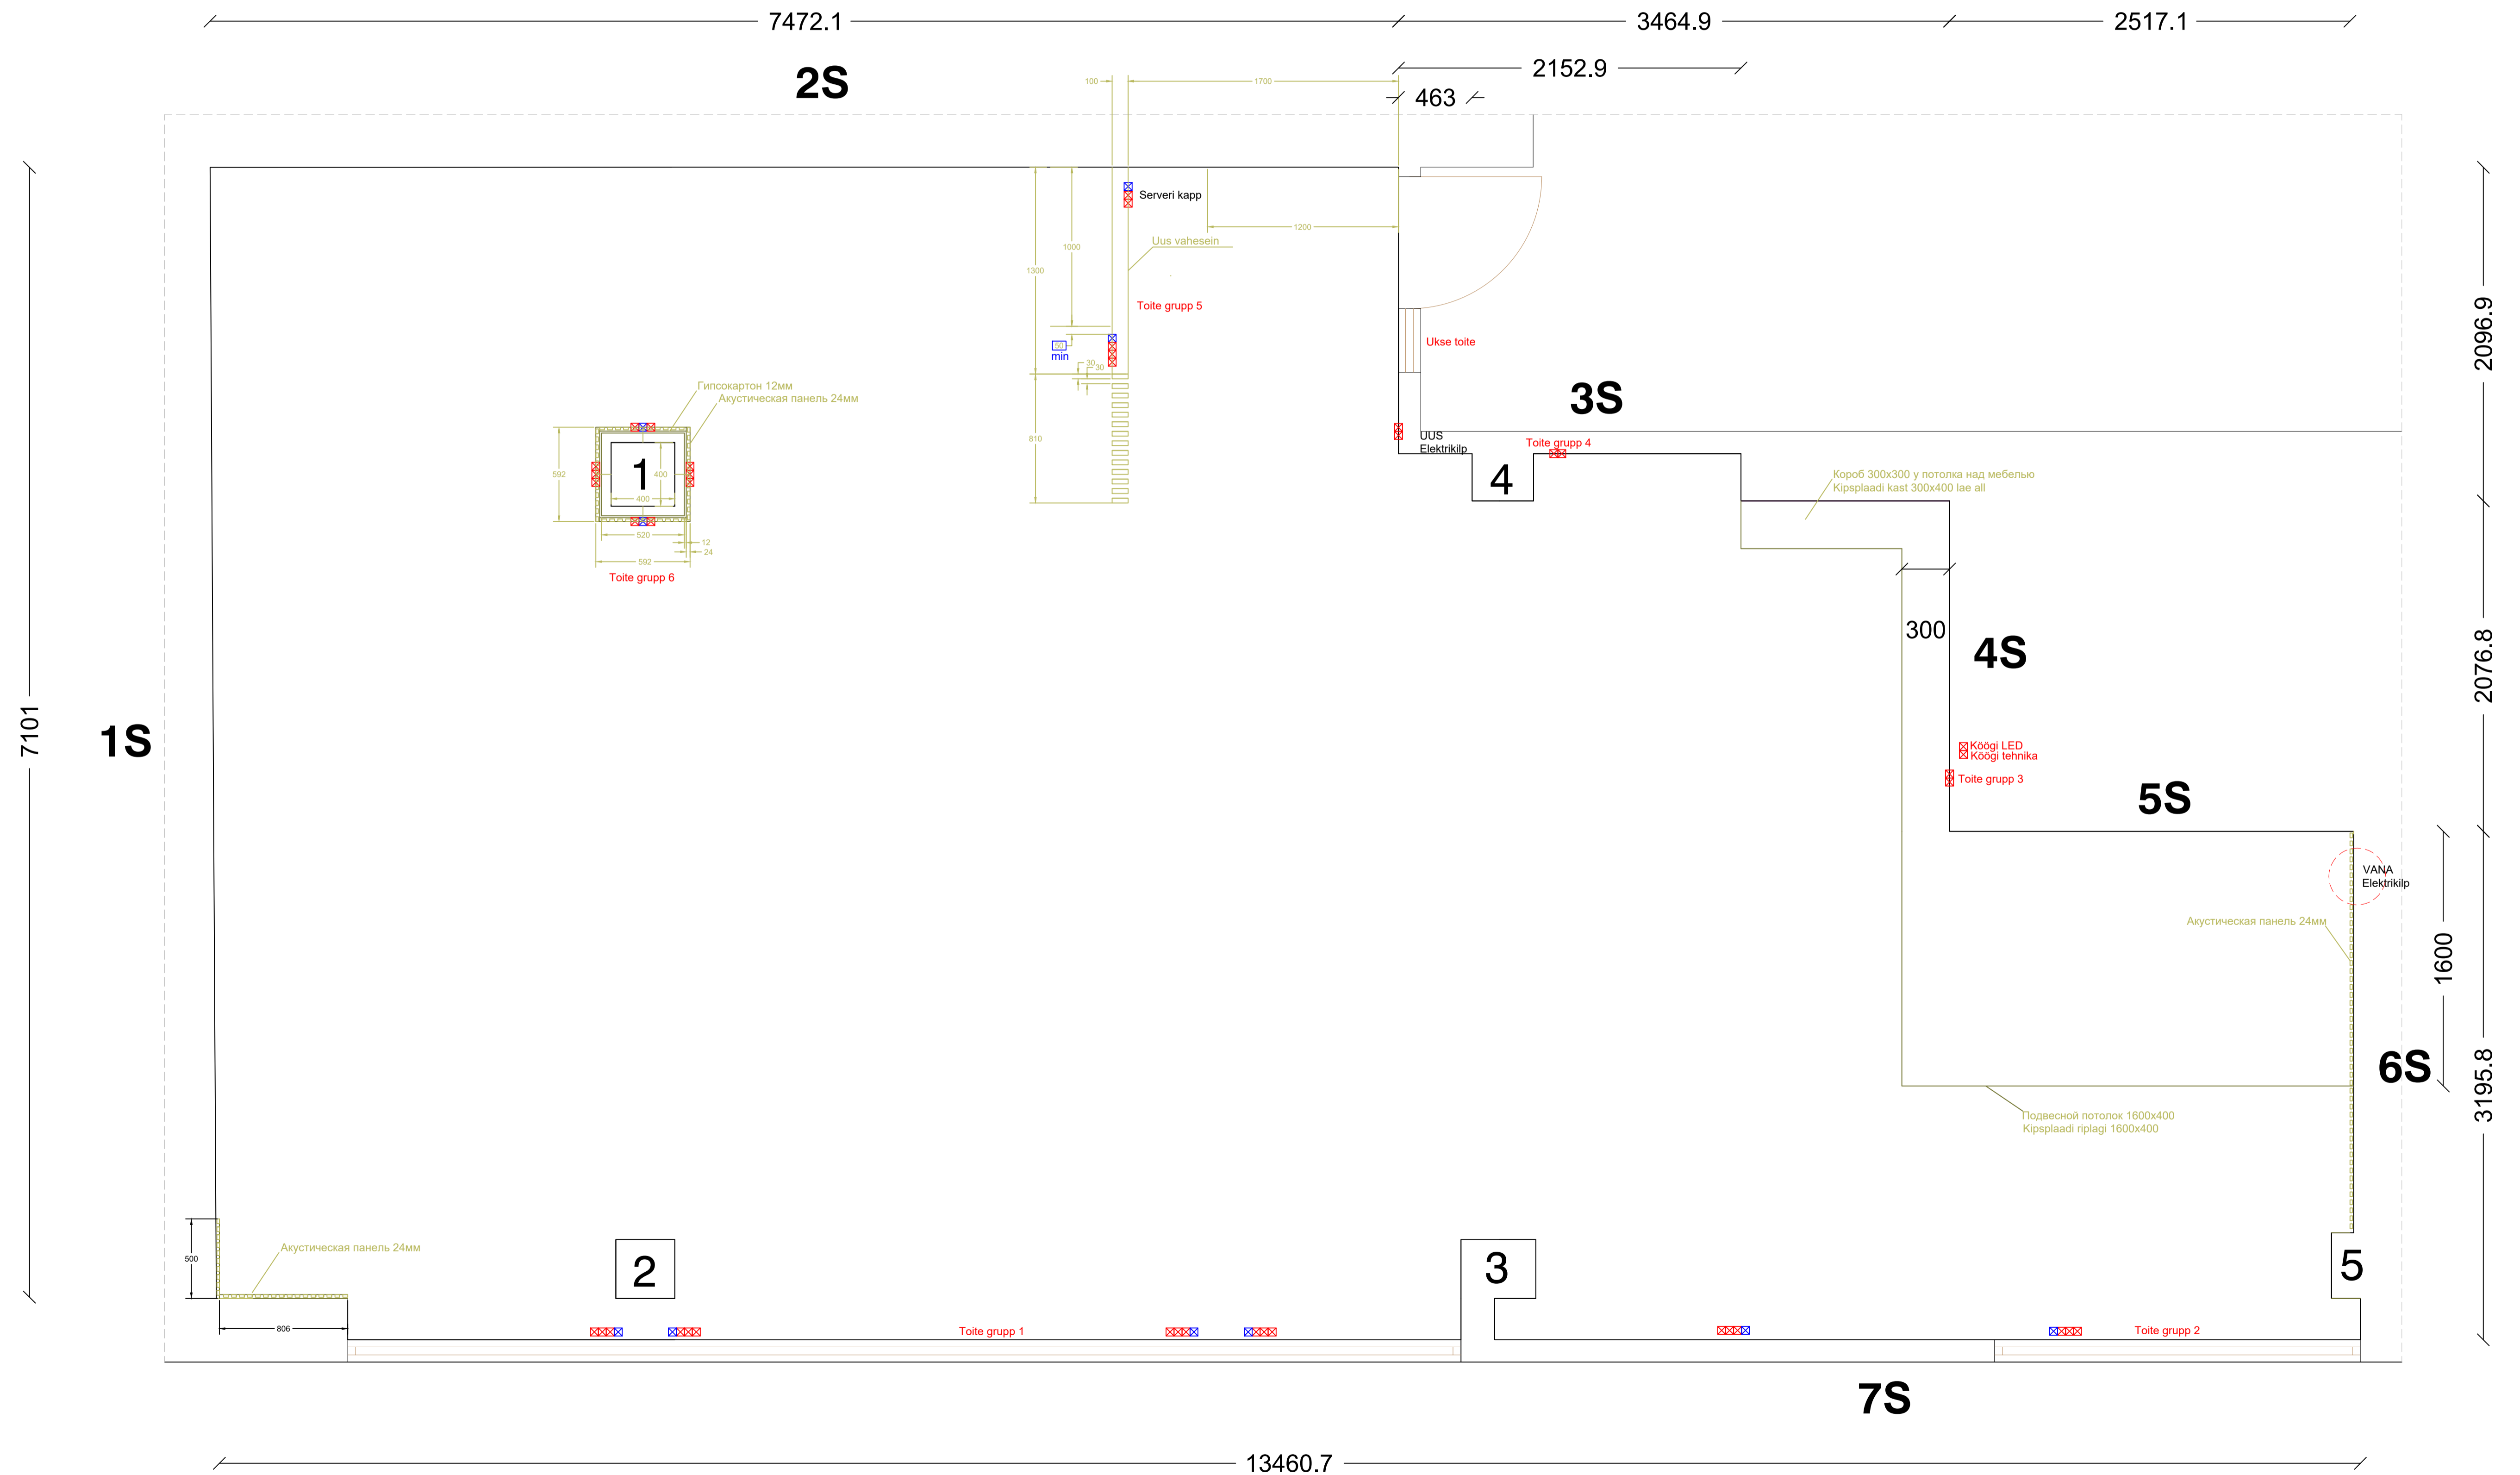 7472.1
3464.9
2517.1
2152.9
2S
100
1700
463
Serveri kapp
1200
Uus vahesein
1000
1300
Toite grupp 5
2096.9
50
min
Ukse toite
30
30
Гипсокартон 12мм
Акустическая панель 24мм
3S
UUS
Elektrikilp
Toite grupp 4
810
592
1
400
400
4
Короб 300x300 у потолка над мебелью
Kipsplaadi kast 300x400 lae all
520
12
24
592
Toite grupp 6
300
4S
2076.8
7101
1S
Köögi LED
Köögi tehnika
Toite grupp 3
5S
VANA
Elektrikilp
Акустическая панель 24мм
1600
6S
3195.8
Подвесной потолок 1600x400
Kipsplaadi riplagi 1600x400
Акустическая панель 24мм
500
2
3
5
806
Toite grupp 1
Toite grupp 2
7S
13460.7